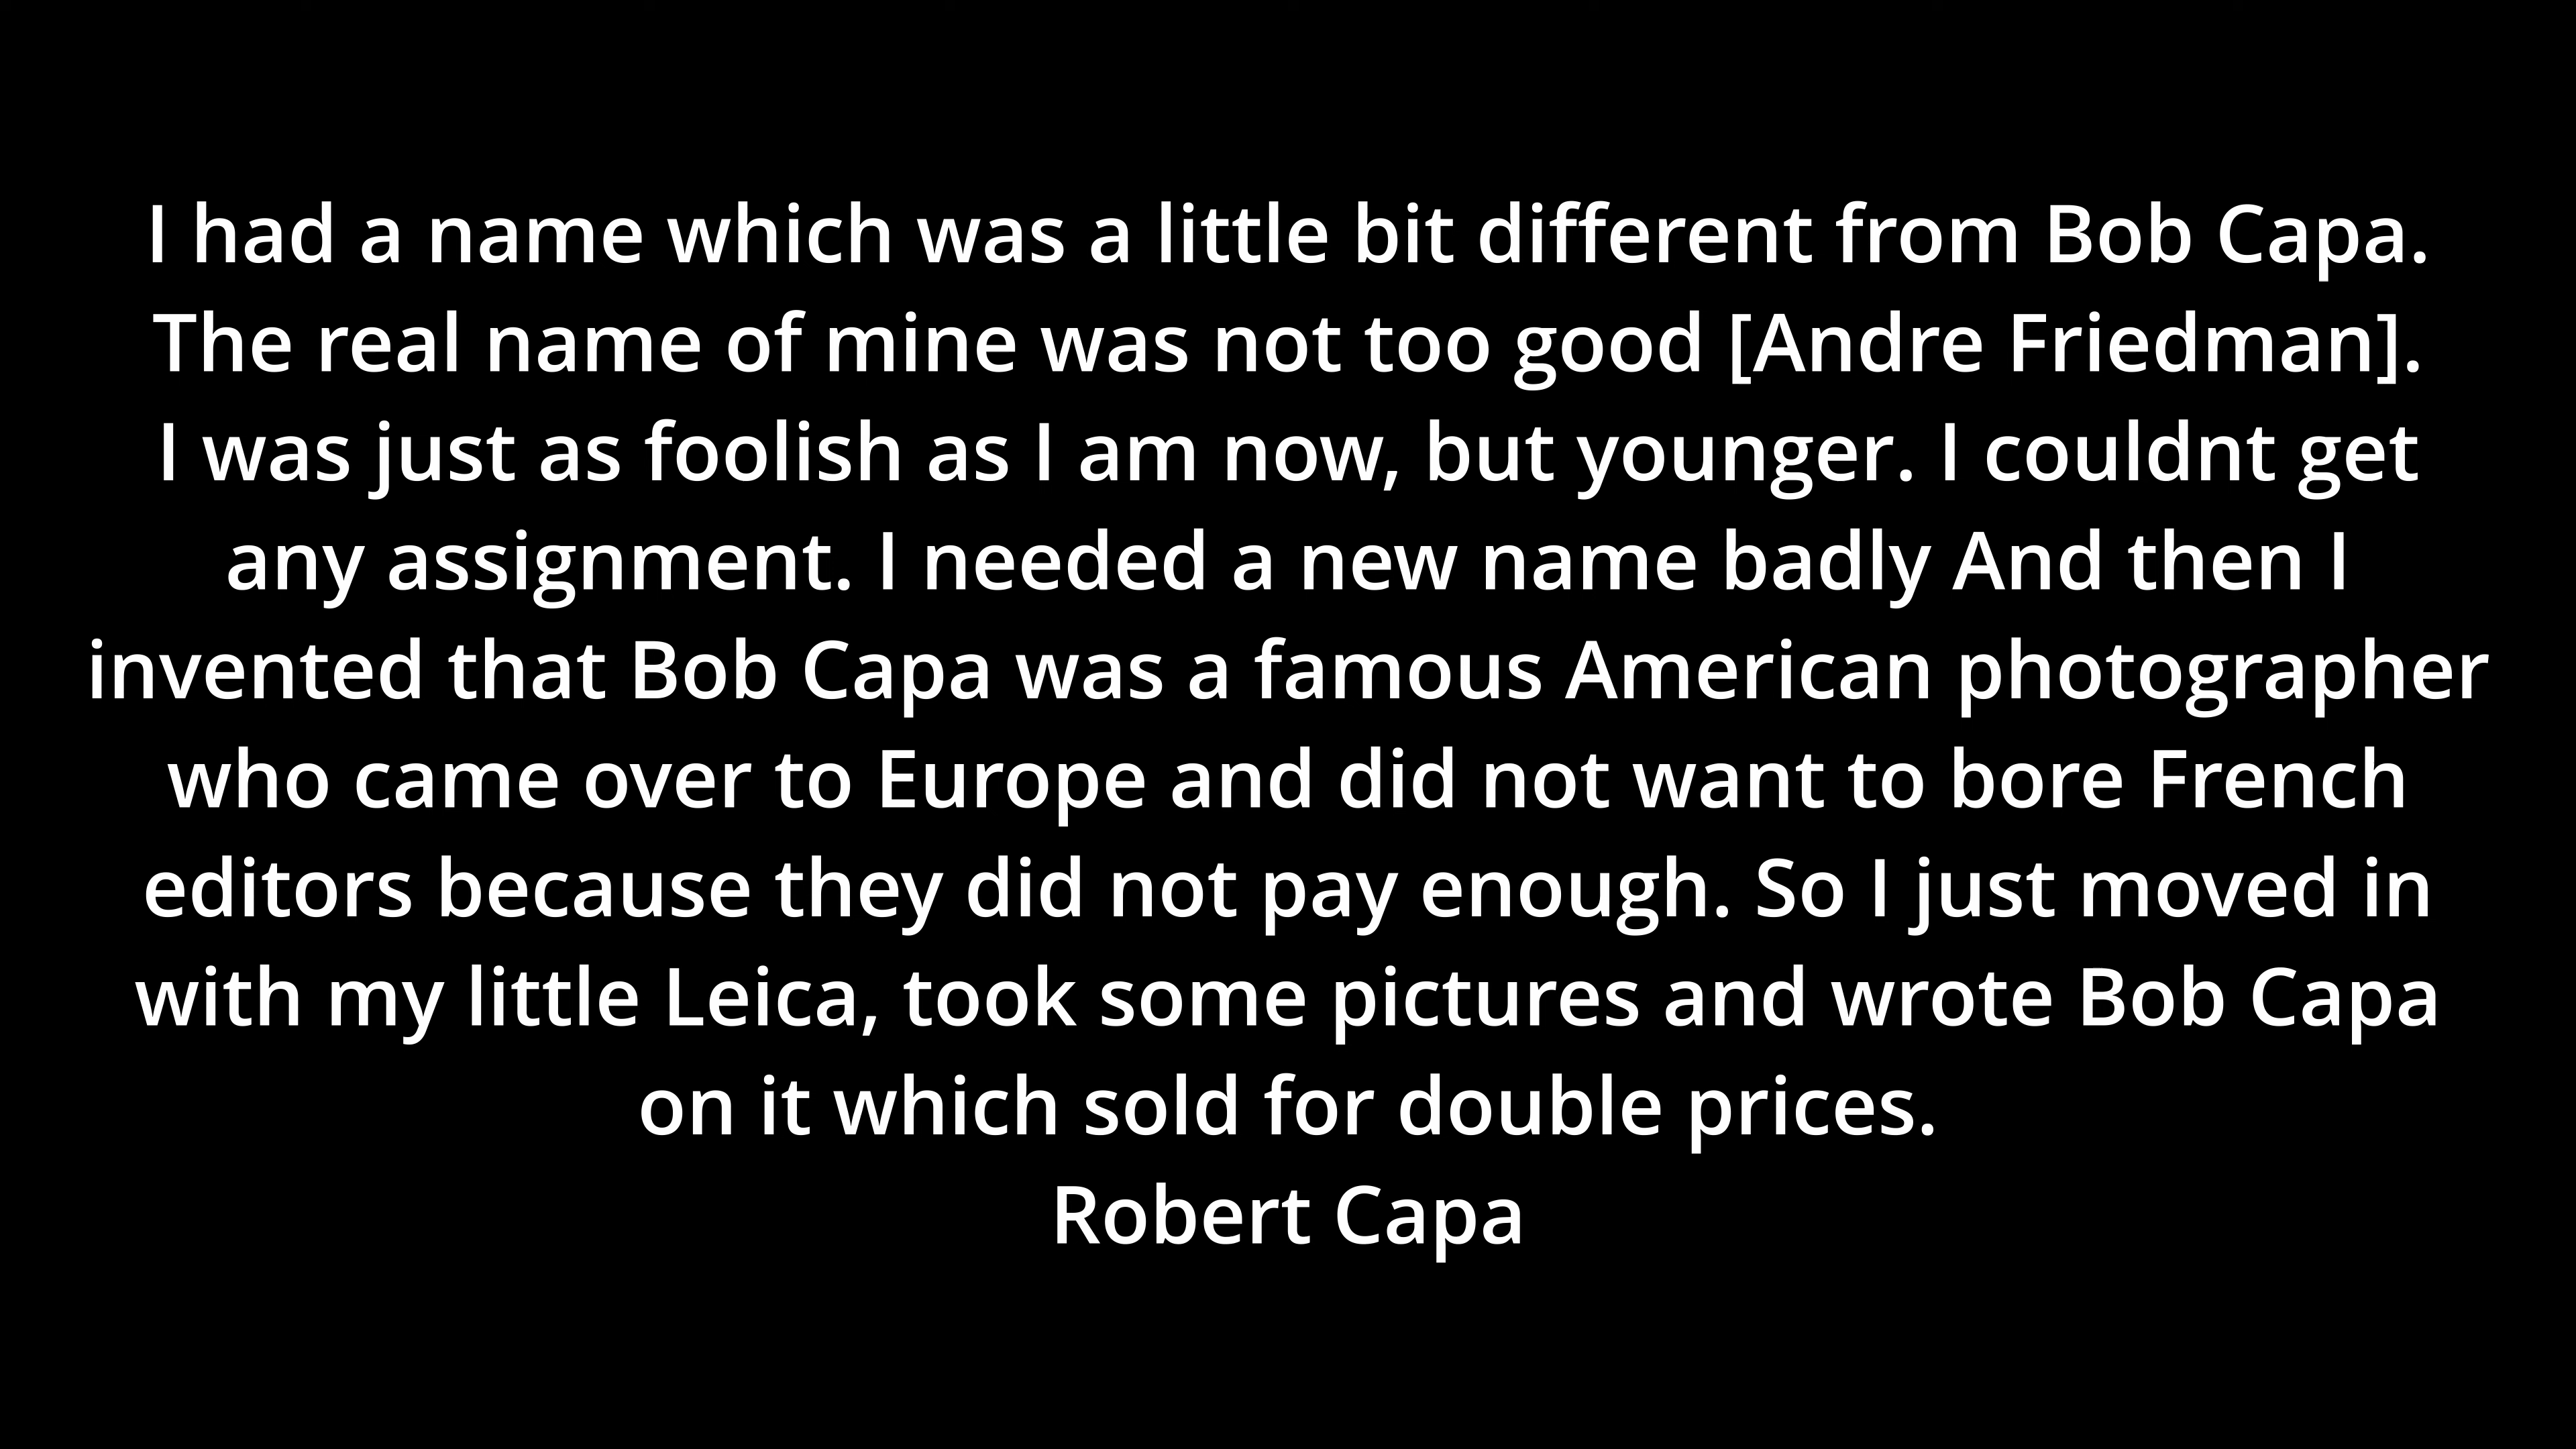 I had a name which was a little bit different from Bob Capa.
The real name of mine was not too good [Andre Friedman].
I was just as foolish as I am now, but younger. I couldnt get
any assignment. I needed a new name badly And then I
invented that Bob Capa was a famous American photographer
who came over to Europe and did not want to bore French
editors because they did not pay enough. So I just moved in
with my little Leica, took some pictures and wrote Bob Capa
on it which sold for double prices.
Robert Capa